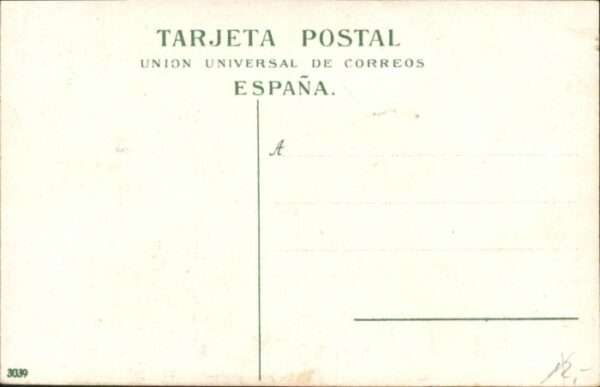 TARJETA POSTAL
UNION UNIVERSAL DE CORREOS
ESPAÑA.
A
3039